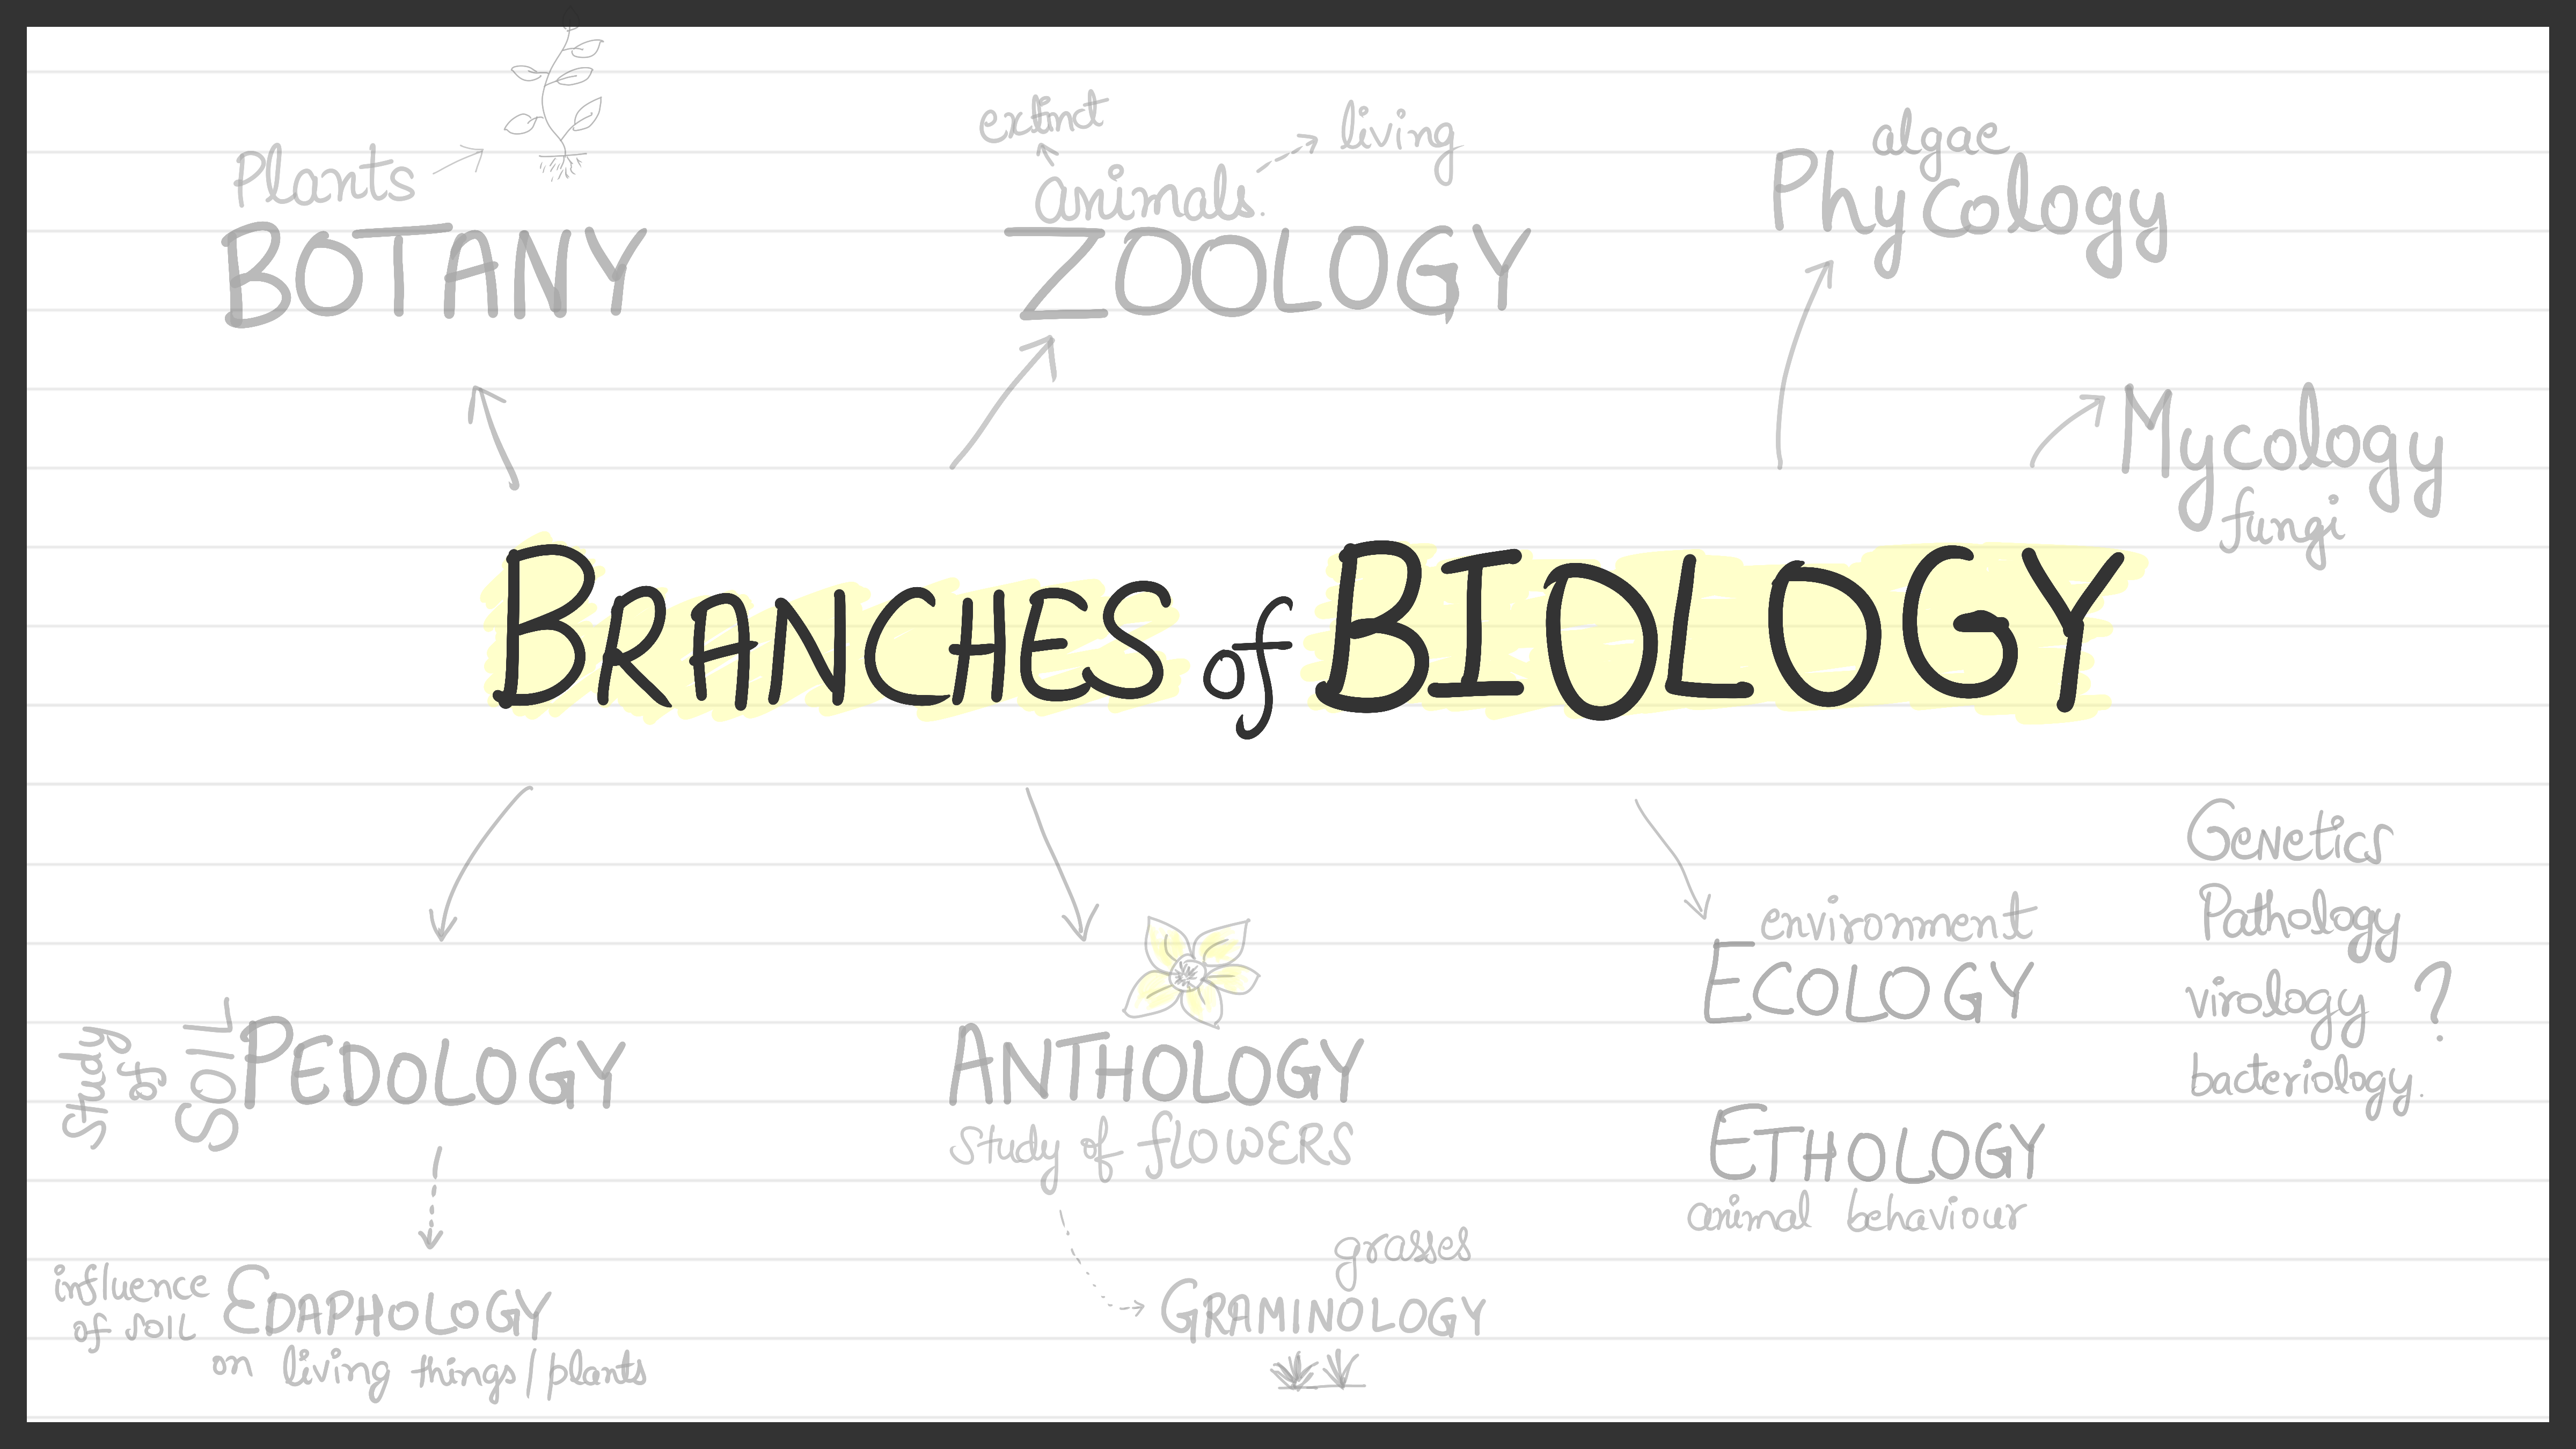 Plants
BOTANY
extinct
living
animals.
ZOOLOGY
algae
Phycology
Mycology
fungi
BRANCHES of BIOLOGY
Genetics
Pathology
virology ?
bacteriology.
environment
ECOLOGY
ETHOLOGY
animal behaviour
Study
of
SOIL
PEDOLOGY
ANTHOLOGY
Study of fLOWERS
influence
of SOIL
EDAPHOLOGY
on living things/plants
grasses
GRAMINOLOGY